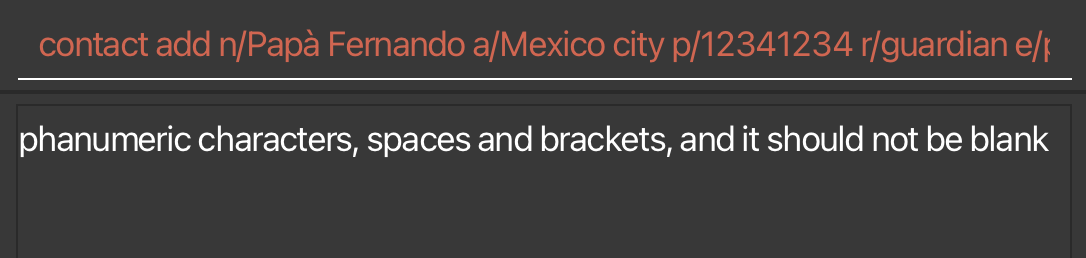 contact add n/Papà Fernando a/Mexico city p/12341234 r/guardian e/p
phanumeric characters, spaces and brackets, and it should not be blank